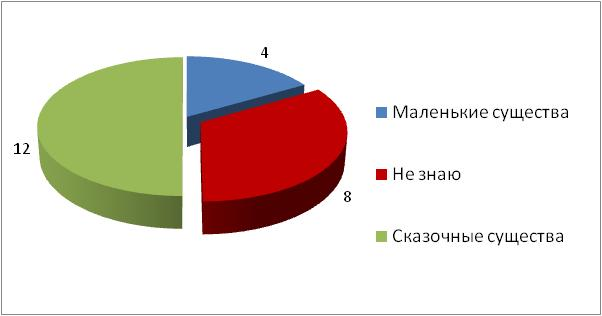 4
12
8
Маленькие существа
Не знаю
Сказочные существа